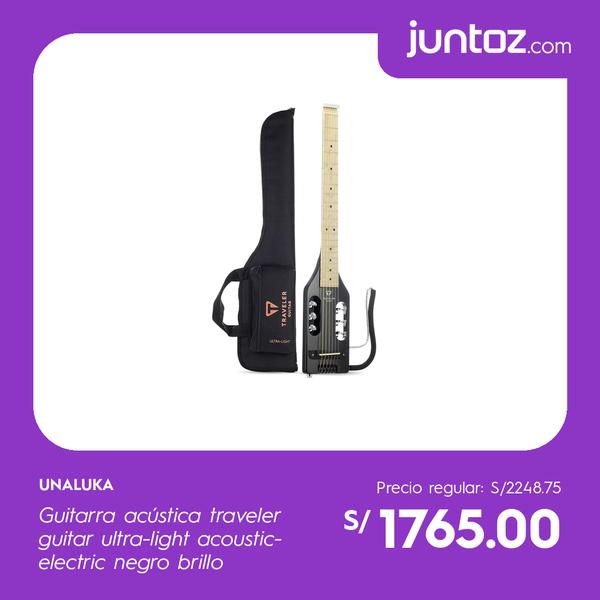 juntoz.com
TRAVELER
GUITAR
ULTRA-LIGHT
UNALUKA
Guitarra acústica traveler
guitar ultra-light acoustic-
electric negro brillo
Precio regular: S/2248.75
S/ 1765.00